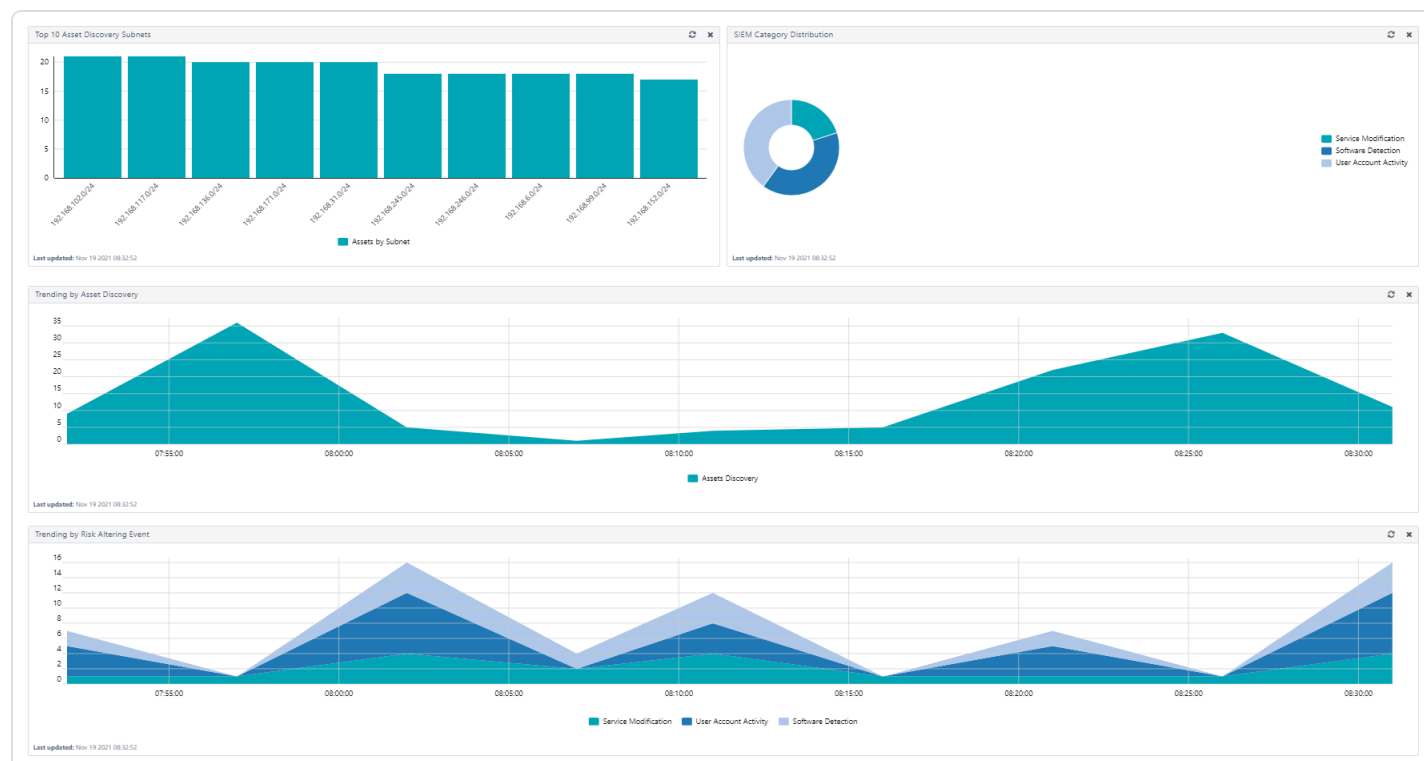 Top 10 Asset Discovery Subnets
20
15
10
5
0
192.168.102.0/24
192.168.117.0/24
192.168.136.0/24
192.168.171.0/24
192.168.31.0/24
192.168.245.0/24
192.168.246.0/24
192.168.6.0/24
192.168.99.0/24
192.168.152.0/24
Assets by Subnet
Last updated: Nov 19 2021 08:32:52
SIEM Category Distribution
Service Modification
Software Detection
User Account Activity
Last updated: Nov 19 2021 08:32:52
Trending by Asset Discovery
35
30
25
20
15
10
5
0
07:55:00 08:00:00 08:05:00 08:10:00 08:15:00 08:20:00 08:25:00 08:30:00
Assets Discovery
Last updated: Nov 19 2021 08:32:52
Trending by Risk Altering Event
16
14
12
10
8
6
4
2
0
07:55:00 08:00:00 08:05:00 08:10:00 08:15:00 08:20:00 08:25:00 08:30:00
Service Modification User Account Activity Software Detection
Last updated: Nov 19 2021 08:32:52